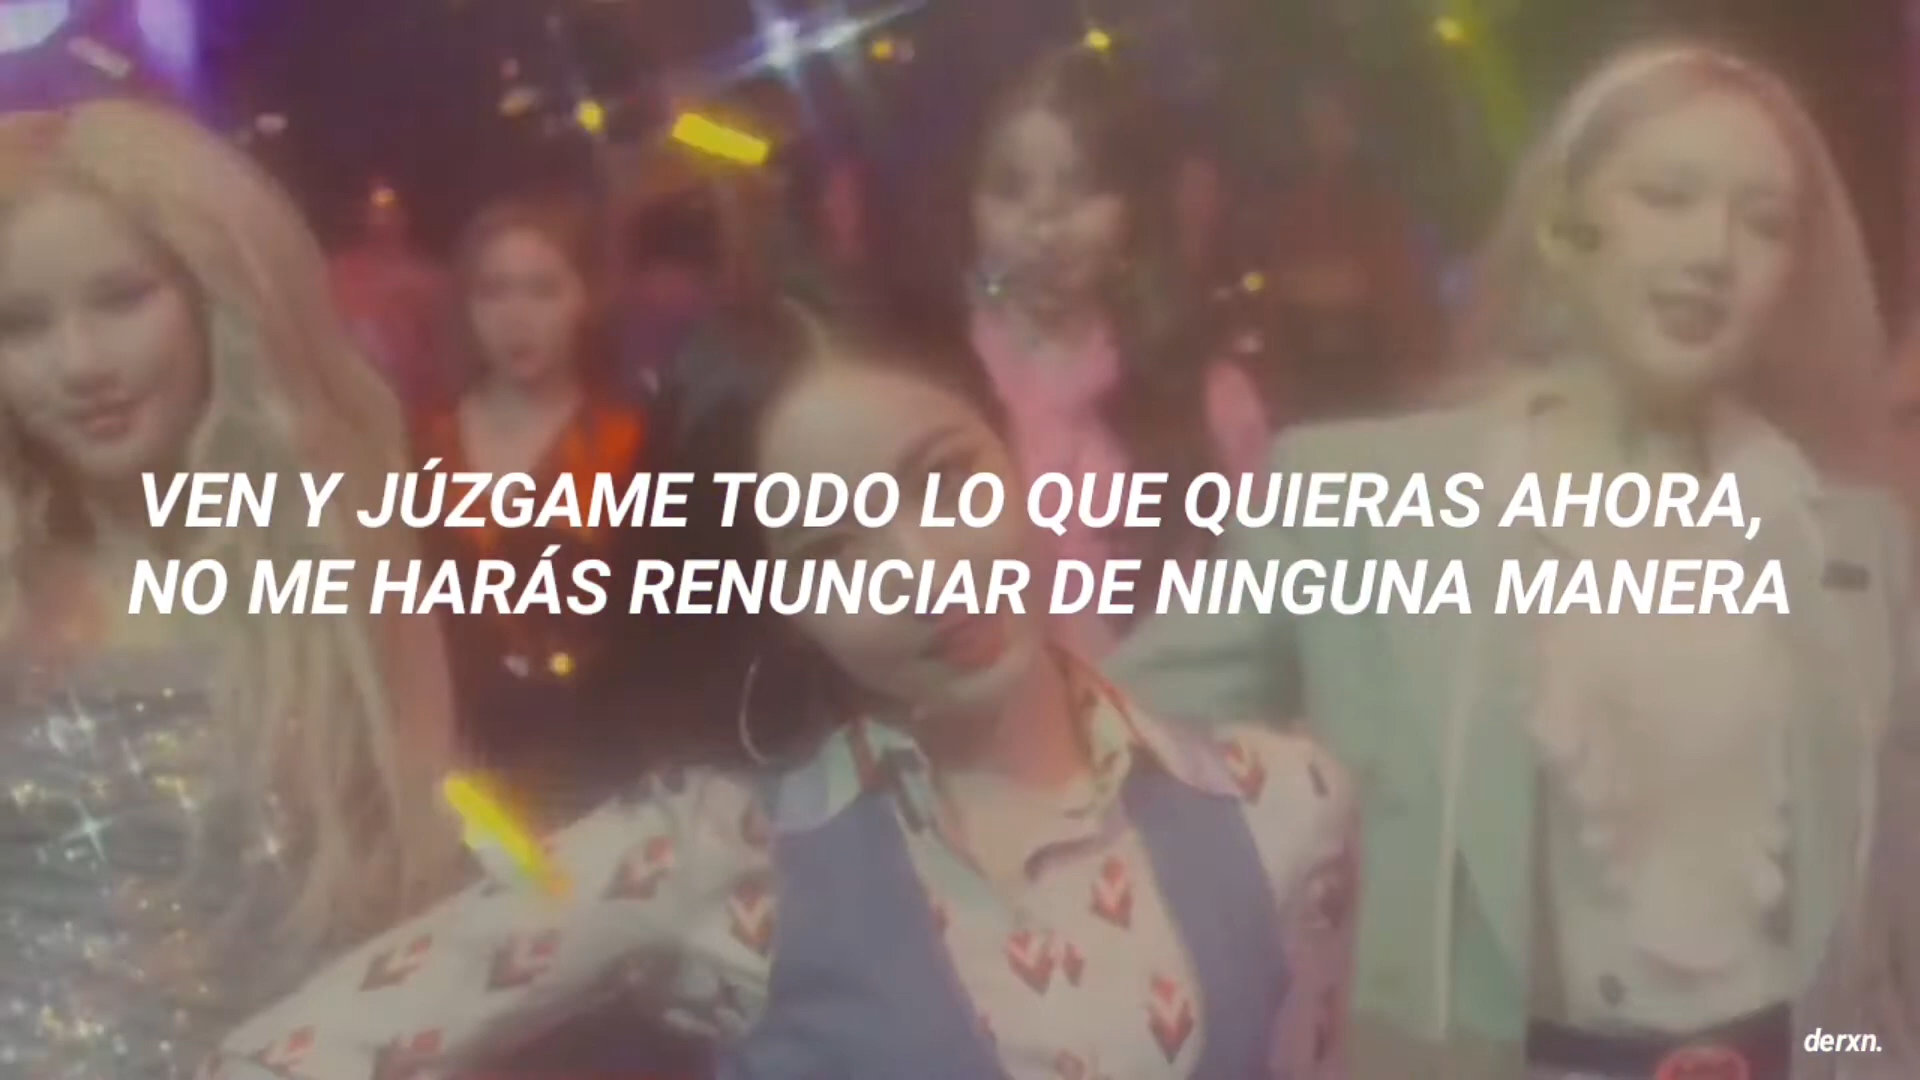 VEN Y JÚZGAME TODO LO QUE QUIERAS AHORA,
NO ME HARÁS RENUNCIAR DE NINGUNA MANERA
derxn.